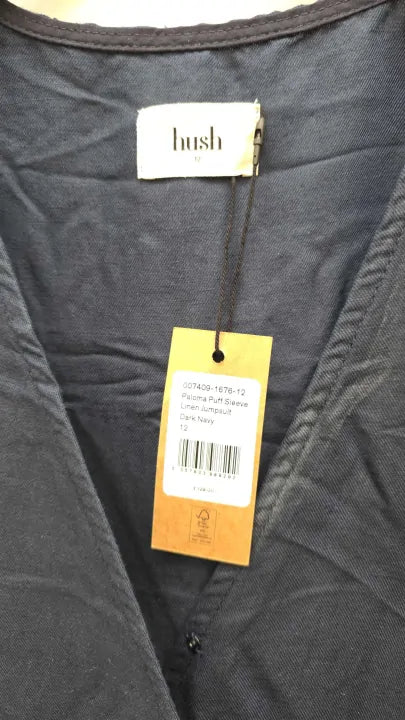 hush
007409-1676-12
Paloma Puff Sleeve
Linen Jumpsuit
Dark Navy
12